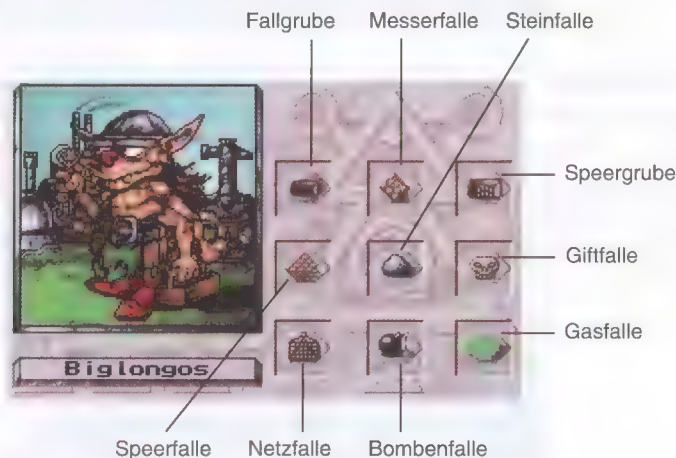 Fallgrube Messerfalle Steinfalle
Speergrube
Giftfalle
Gasfalle
Biglongos
Speerfalle Netzfalle Bombenfalle